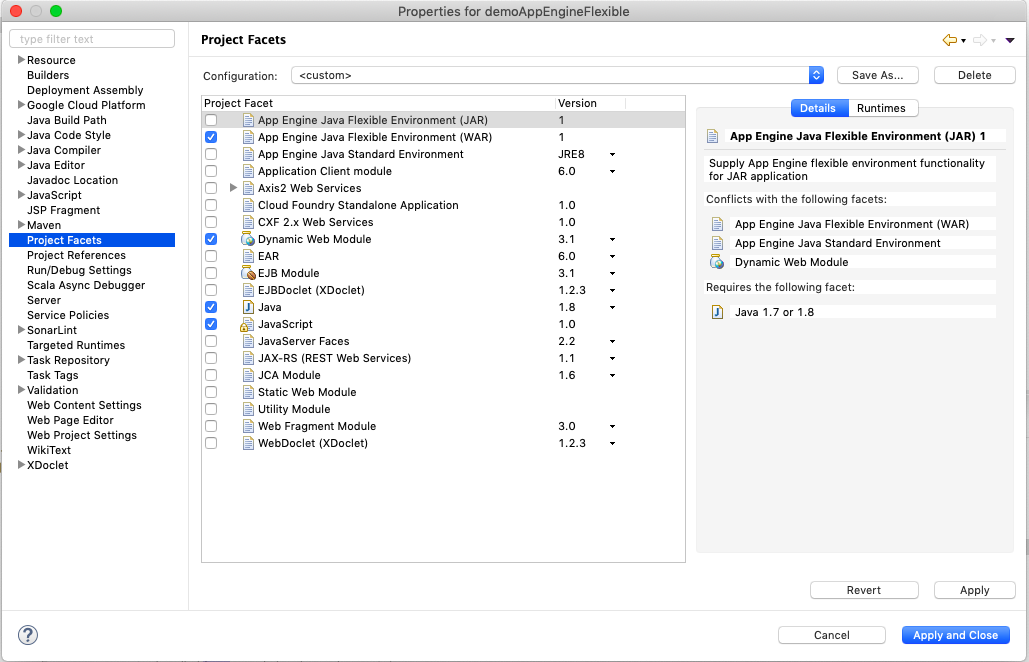 Properties for demoAppEngineFlexible
type filter text
Resource
Builders
Deployment Assembly
Google Cloud Platform
Java Build Path
Java Code Style
Java Compiler
Java Editor
Javadoc Location
JavaScript
JSP Fragment
Maven
Project Facets
Project References
Run/Debug Settings
Scala Async Debugger
Server
Service Policies
SonarLint
Targeted Runtimes
Task Repository
Task Tags
Validation
Web Content Settings
Web Page Editor
Web Project Settings
WikiText
XDoclet
Project Facets
Configuration: <custom> Save As... Delete
Project Facet Version
App Engine Java Flexible Environment (JAR) 1
App Engine Java Flexible Environment (WAR) 1
App Engine Java Standard Environment JRE8
Application Client module 6.0
Axis2 Web Services
Cloud Foundry Standalone Application 1.0
CXF 2.x Web Services 1.0
Dynamic Web Module 3.1
EAR 6.0
EJB Module 3.1
EJBDoclet (XDoclet) 1.2.3
Java 1.8
JavaScript 1.0
JavaServer Faces 2.2
JAX-RS (REST Web Services) 1.1
JCA Module 1.6
Static Web Module
Utility Module
Web Fragment Module 3.0
WebDoclet (XDoclet) 1.2.3
Details Runtimes
App Engine Java Flexible Environment (JAR) 1
Supply App Engine flexible environment functionality
for JAR application
Conflicts with the following facets:
App Engine Java Flexible Environment (WAR)
App Engine Java Standard Environment
Dynamic Web Module
Requires the following facet:
Java 1.7 or 1.8
Revert Apply
? Cancel Apply and Close